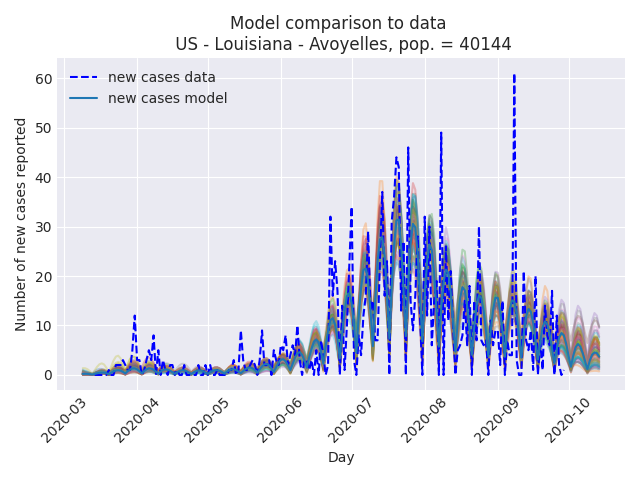 Model comparison to data
US - Louisiana - Avoyelles, pop. = 40144
new cases data
new cases model
Number of new cases reported
60
50
40
30
20
10
0
2020-03
2020-04
2020-05
2020-06
2020-07
2020-08
2020-09
2020-10
Day